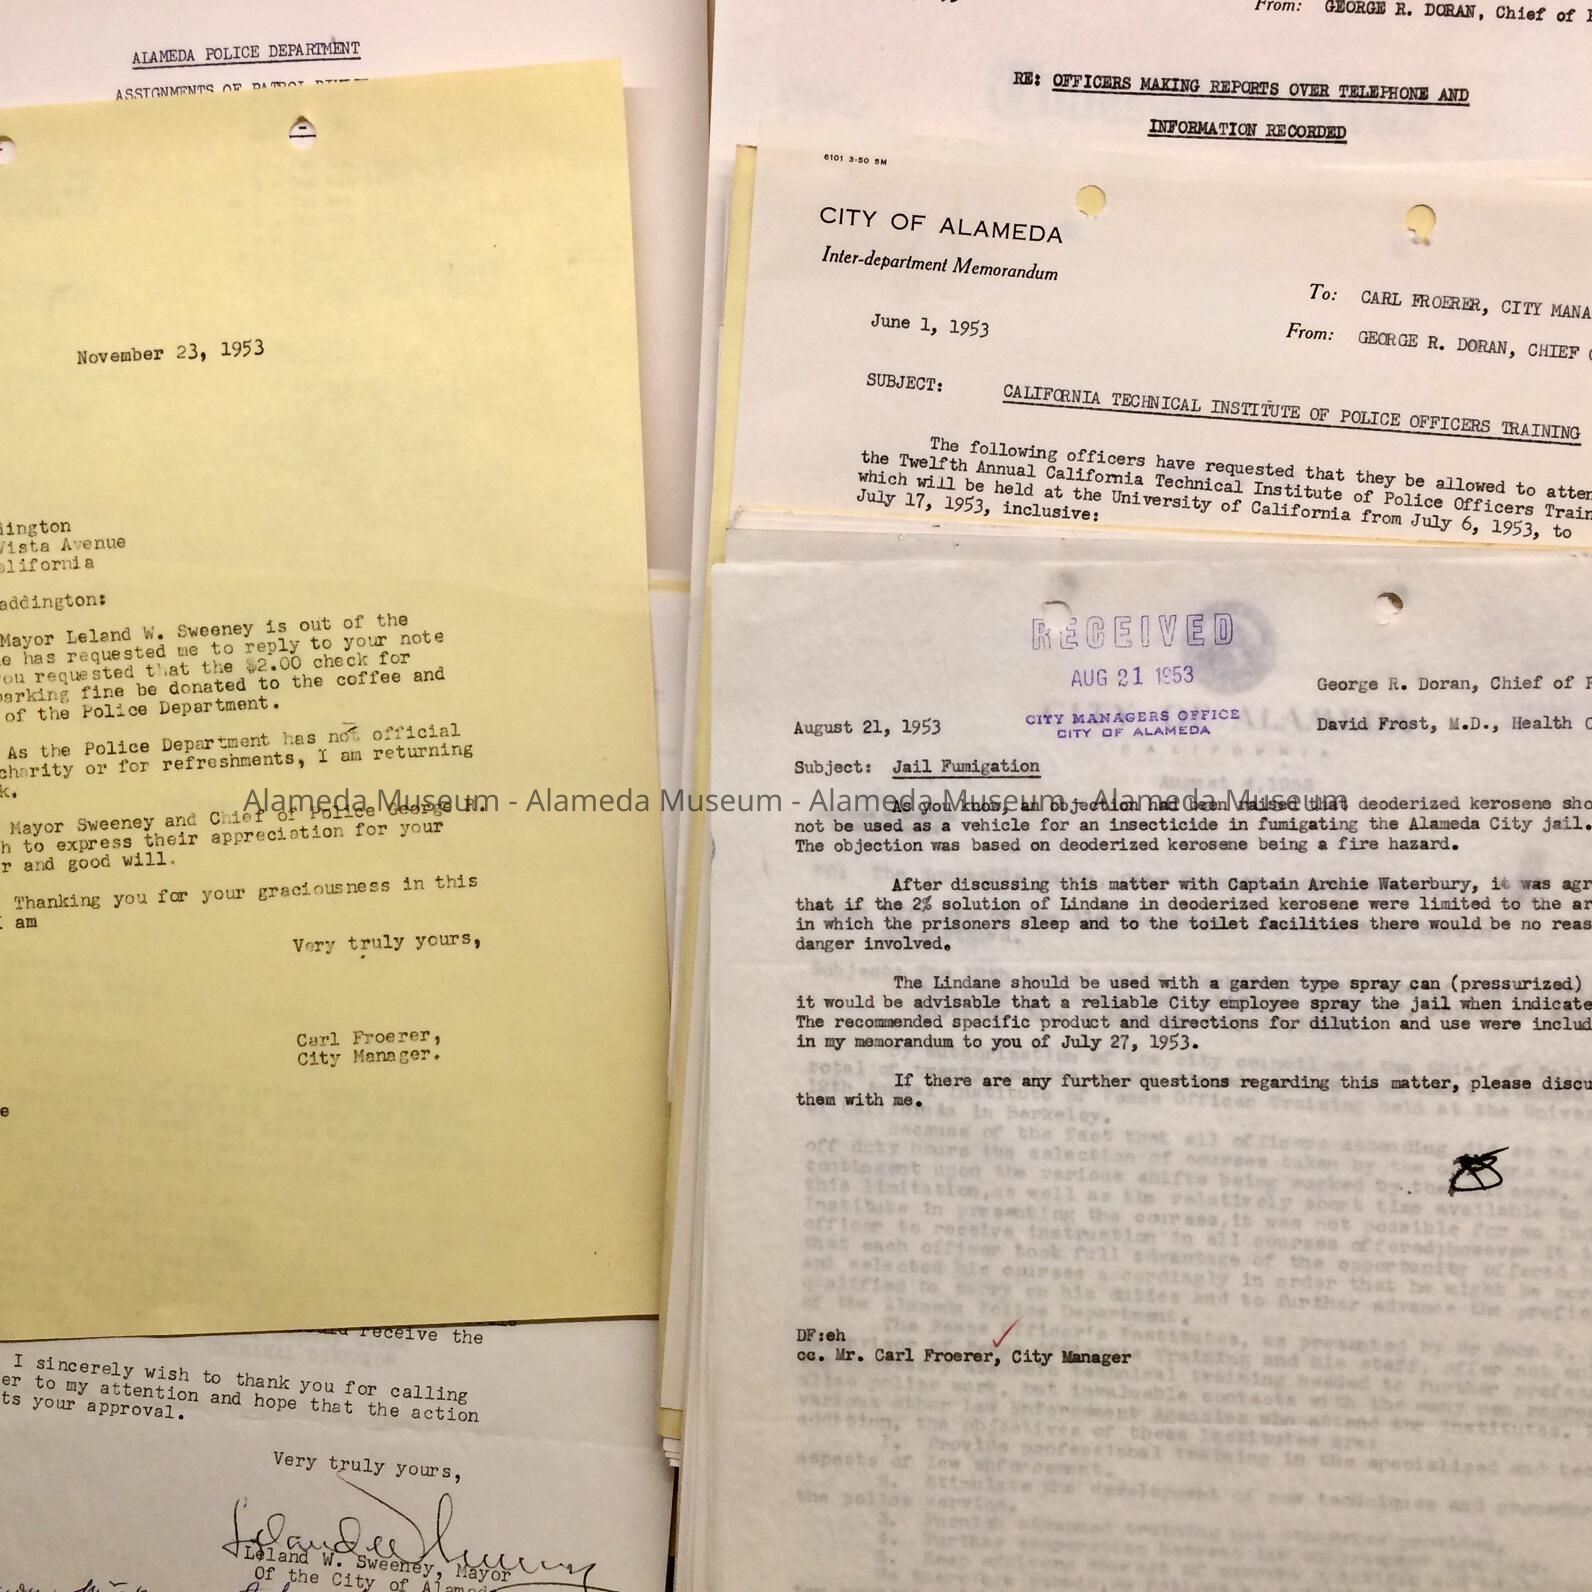 ALAMEDA POLICE DEPARTMENT
ASSIGNMENTS OF PATROL
November 23, 1953
Vista Avenue
Mayor Leland W. Sweeney is out of the
e has requested me to reply to your note
ou requested that the $2.00 check for
parking fine be donated to the coffee and
of the Police Department.
As the Police Department has not official
charity or for refreshments, I am returning
k.
Mayor Sweeney and Chief of Police George R.
h to express their appreciation for your
r and good will.
Thanking you for your graciousness in this
I am
Very truly yours,
Carl Froerer,
City Manager.
e
receive the
I sincerely wish to thank you for calling
er to my attention and hope that the action
ts your approval.
Very truly yours,
Leland W. Sweeney, Mayor
Of the City of Alameda
From: GEORGE R. DORAN, Chief of
RE: OFFICERS MAKING REPORTS OVER TELEPHONE AND
INFORMATION RECORDED
6101 3-50 5M
CITY OF ALAMEDA
Inter-department Memorandum
To: CARL FROERER, CITY MANA
June 1, 1953
From: GEORGE R. DORAN, CHIEF
SUBJECT: CALIFORNIA TECHNICAL INSTITUTE OF POLICE OFFICERS TRAINING
The following officers have requested that they be allowed to atten
the Twelfth Annual California Technical Institute of Police Officers Train
which will be held at the University of California from July 6, 1953, to
July 17, 1953, inclusive:
RECEIVED
AUG 21 1953
CITY MANAGERS OFFICE
CITY OF ALAMEDA
George R. Doran, Chief of P
August 21, 1953
David Frost, M.D., Health O
Subject: Jail Fumigation
Alameda Museum - Alameda Museum - Alameda Museum - Alameda Museum
As you know, an objection had been raised that deoderized kerosene sho
not be used as a vehicle for an insecticide in fumigating the Alameda City jail.
The objection was based on deoderized kerosene being a fire hazard.
After discussing this matter with Captain Archie Waterbury, it was agr
that if the 2% solution of Lindane in deoderized kerosene were limited to the ar
in which the prisoners sleep and to the toilet facilities there would be no reas
danger involved.
The Lindane should be used with a garden type spray can (pressurized)
it would be advisable that a reliable City employee spray the jail when indicate
The recommended specific product and directions for dilution and use were includ
in my memorandum to you of July 27, 1953.
If there are any further questions regarding this matter, please discu
them with me.
DF:eh
cc. Mr. Carl Froerer, City Manager